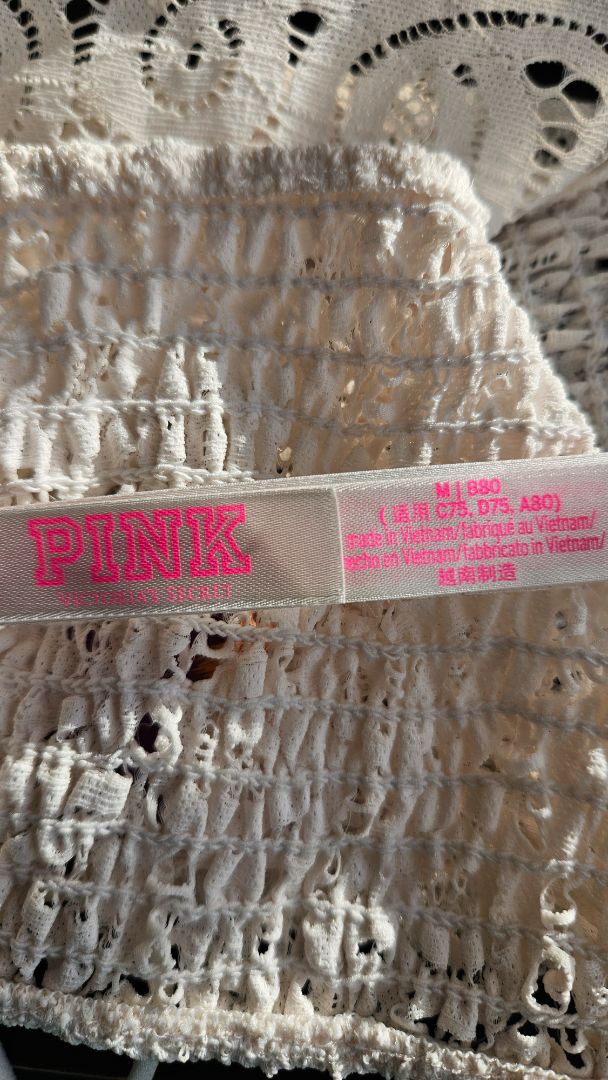 PINK
VICTORIA'S SECRET
M | B80
(适用 C75, D75, A80)
made in Vietnam/fabriqué au Vietnam/
hecho en Vietnam/fabbricato in Vietnam/
越南制造